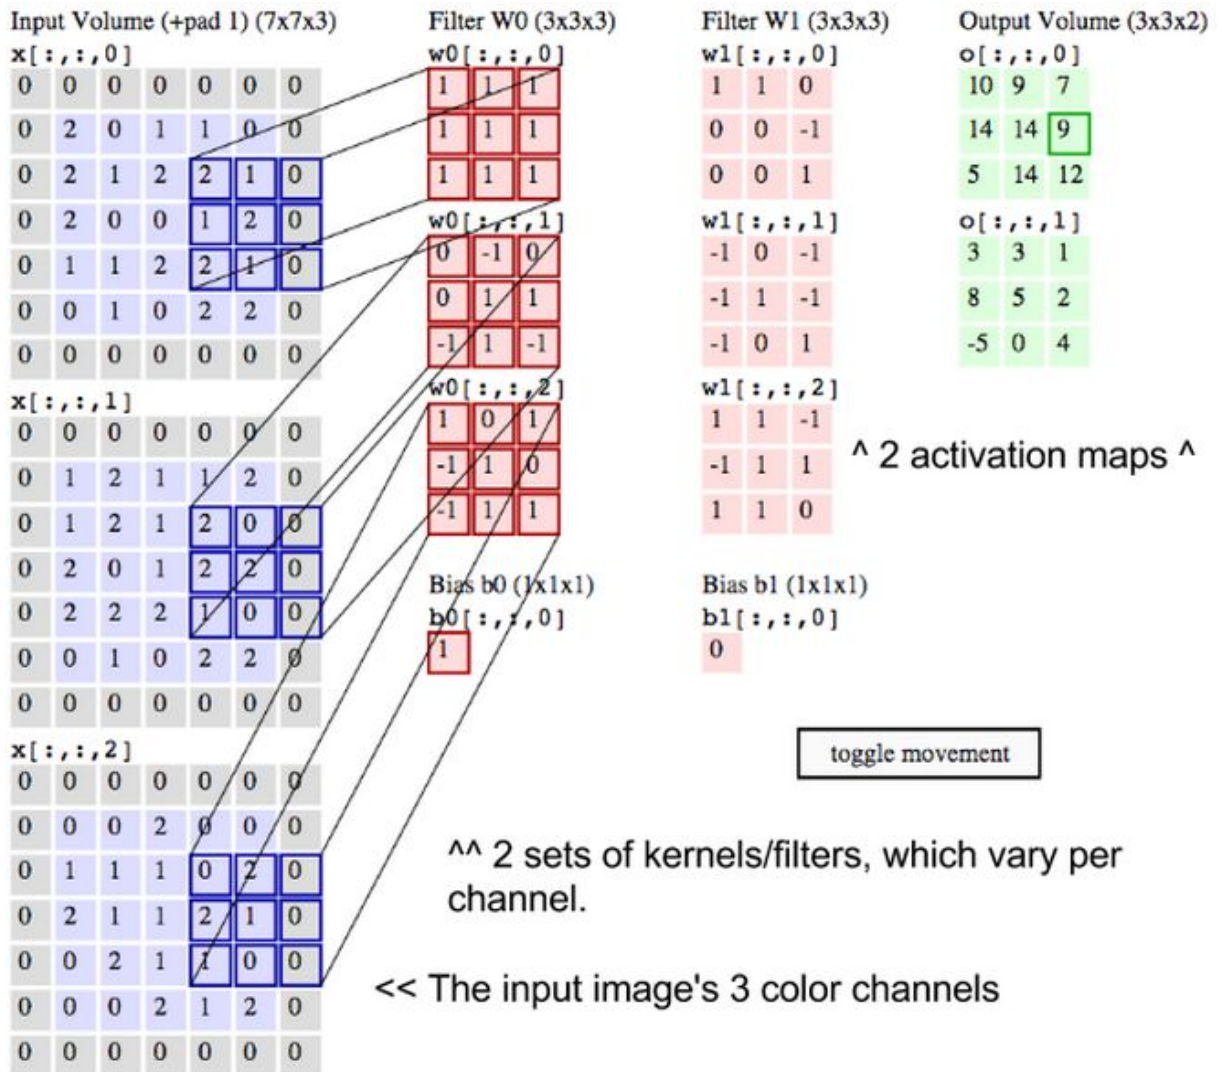 Input Volume (+pad 1) (7x7x3)
x[:,:,0]
0 0 0 0 0 0 0
0 2 0 1 1 0 0
0 2 1 2 2 1 0
0 2 0 0 1 2 0
0 1 1 2 2 1 0
0 0 1 0 2 2 0
0 0 0 0 0 0 0
x[:,:,1]
0 0 0 0 0 0 0
0 1 2 1 1 2 0
0 1 2 1 2 0 0
0 2 0 1 2 2 0
0 2 2 2 1 0 0
0 0 1 0 2 2 0
0 0 0 0 0 0 0
x[:,:,2]
0 0 0 0 0 0 0
0 0 0 2 0 0 0
0 1 1 1 0 2 0
0 2 1 1 2 1 0
0 0 2 1 1 0 0
0 0 0 2 1 2 0
0 0 0 0 0 0 0
Filter W0 (3x3x3)
w0[:,:,0]
1 1 1
1 1 1
1 1 1
w0[:,:,1]
0 -1 0
0 1 1
-1 1 -1
w0[:,:,2]
1 0 1
-1 1 0
-1 1 1
Bias b0 (1x1x1)
b0[:,:,0]
1
Filter W1 (3x3x3)
w1[:,:,0]
1 1 0
0 0 -1
0 0 1
w1[:,:,1]
-1 0 -1
-1 1 -1
-1 0 1
w1[:,:,2]
1 1 -1
-1 1 1
1 1 0
Bias b1 (1x1x1)
b1[:,:,0]
0
Output Volume (3x3x2)
o[:,:,0]
10 9 7
14 14 9
5 14 12
o[:,:,1]
3 3 1
8 5 2
-5 0 4
^ 2 activation maps ^
toggle movement
^^ 2 sets of kernels/filters, which vary per
channel.
<< The input image's 3 color channels